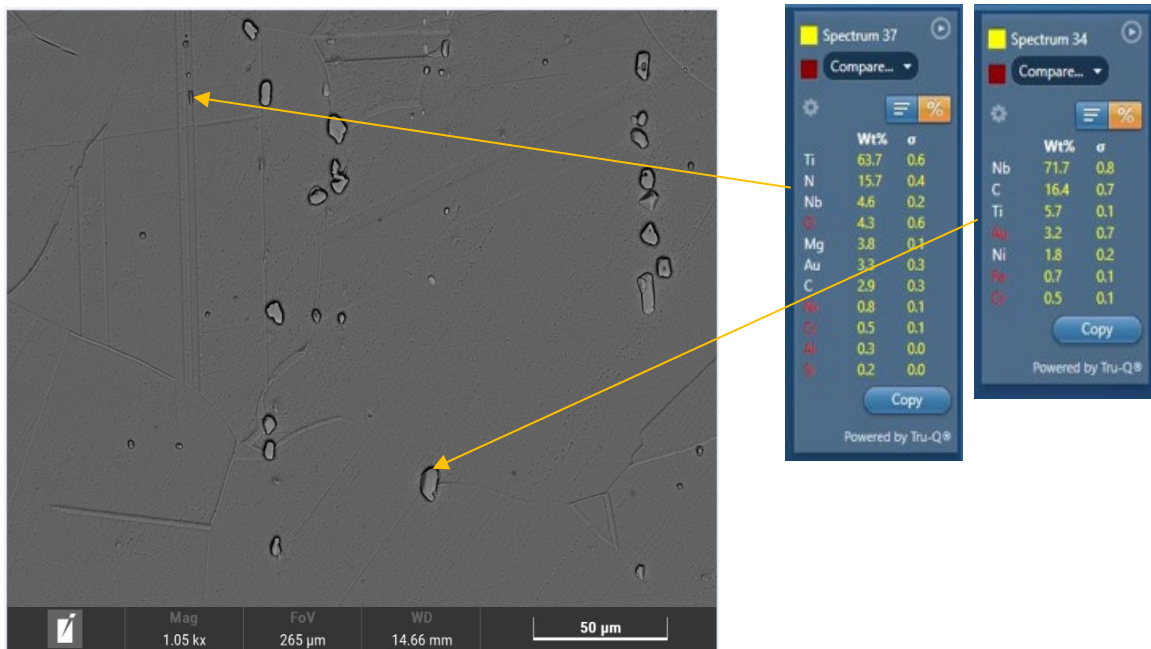 Spectrum 37
Compare...
%
Wt% σ
Ti 63.7 0.6
N 15.7 0.4
Nb 4.6 0.2
4.3 0.6
Mg 3.8 0.1
Au 3.3 0.3
C 2.9 0.3
0.8 0.1
Cr 0.5 0.1
Al 0.3 0.0
0.2 0.0
Copy
Powered by Tru-Q®
Spectrum 34
Compare...
%
Wt% σ
Nb 71.7 0.8
C 16.4 0.7
Ti 5.7 0.1
Au 3.2 0.7
Ni 1.8 0.2
Fe 0.7 0.1
Cr 0.5 0.1
Copy
Powered by Tru-Q®
Mag FoV WD
1.05 kx 265 µm 14.66 mm
50 µm